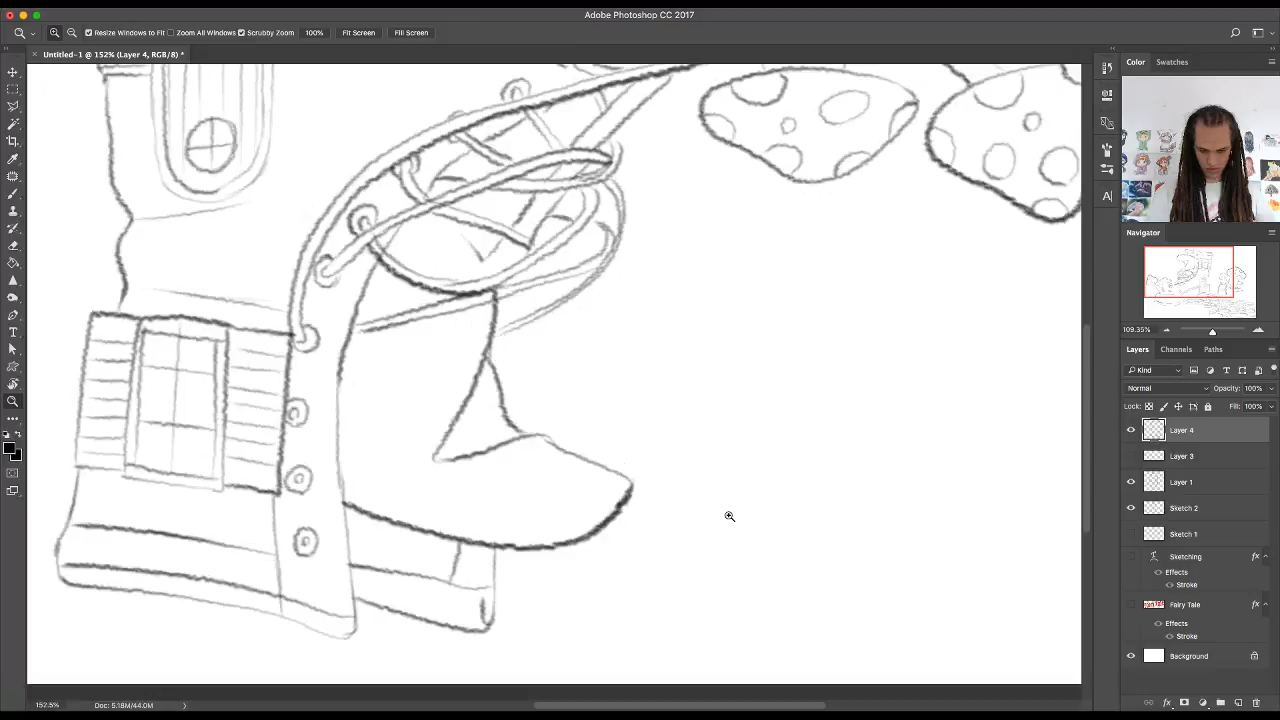 Adobe Photoshop CC 2017
Resize Windows to Fit Zoom All Windows Scrubby Zoom 100% Fit Screen Fill Screen
Untitled-1 @ 152% (Layer 4, RGB/8) *
Color Swatches
Navigator
109.35%
Layers Channels Paths
Kind
Normal Opacity: 100%
Lock: Fill: 100%
Layer 4
Layer 3
Layer 1
Sketch 2
Sketch 1
Sketching fx
Effects
Stroke
Fairy Tale fx
Effects
Stroke
Background
152.5% Doc: 5.18M/44.0M